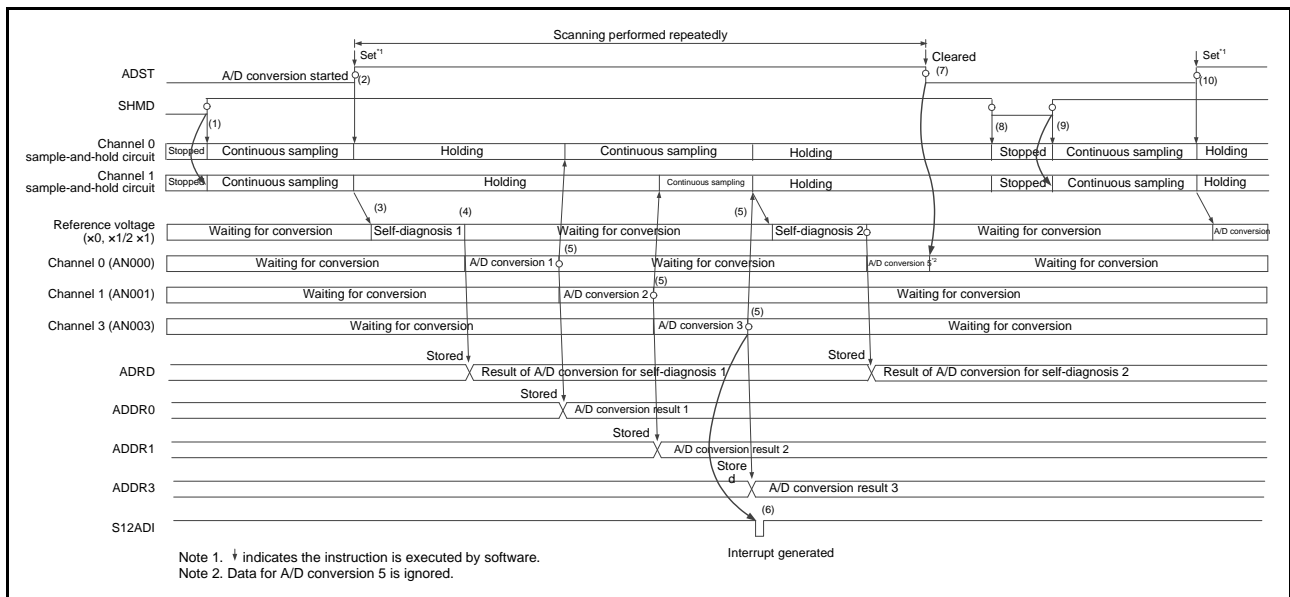 Scanning performed repeatedly
Set*1
Cleared
Set*1
ADST
A/D conversion started
(2)
(7)
(10)
SHMD
(1)
(8)
(9)
Channel 0
sample-and-hold circuit
Stopped
Continuous sampling
Holding
Continuous sampling
Holding
Stopped
Continuous sampling
Holding
Channel 1
sample-and-hold circuit
Stopped
Continuous sampling
Holding
Continuous sampling
Holding
Stopped
Continuous sampling
Holding
(3)
(4)
(5)
Reference voltage
(×0, ×1/2 ×1)
Waiting for conversion
Self-diagnosis 1
Waiting for conversion
Self-diagnosis 2
Waiting for conversion
A/D conversion
(5)
Channel 0 (AN000)
Waiting for conversion
A/D conversion 1
Waiting for conversion
A/D conversion 5*2
Waiting for conversion
(5)
Channel 1 (AN001)
Waiting for conversion
A/D conversion 2
Waiting for conversion
(5)
Channel 3 (AN003)
Waiting for conversion
A/D conversion 3
Waiting for conversion
Stored
Stored
ADRD
Result of A/D conversion for self-diagnosis 1
Result of A/D conversion for self-diagnosis 2
Stored
ADDR0
A/D conversion result 1
Stored
ADDR1
A/D conversion result 2
Store
d
ADDR3
A/D conversion result 3
(6)
S12ADI
Interrupt generated
Note 1. ↓ indicates the instruction is executed by software.
Note 2. Data for A/D conversion 5 is ignored.